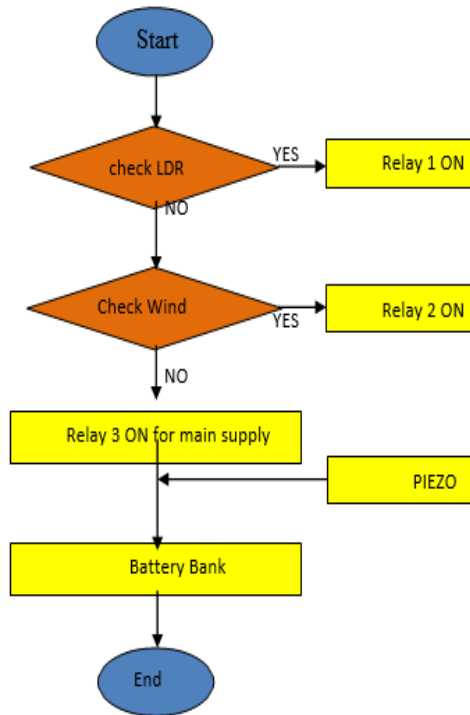 Start
check LDR
YES
Relay 1 ON
NO
Check Wind
YES
Relay 2 ON
NO
Relay 3 ON for main supply
PIEZO
Battery Bank
End